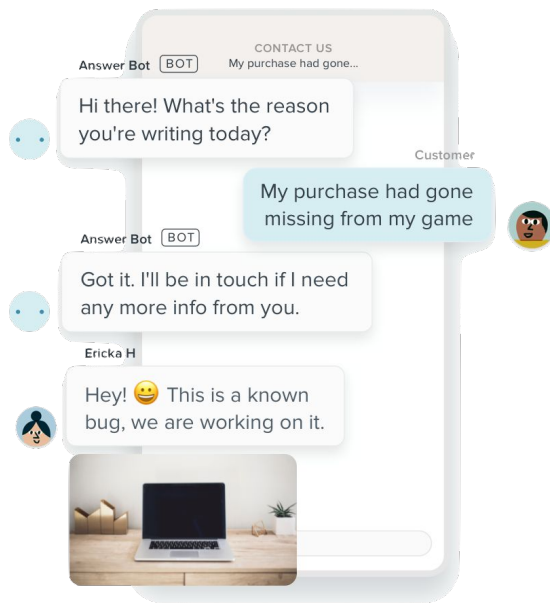 CONTACT US
My purchase had gone...
Answer Bot BOT
Hi there! What's the reason
you're writing today?
Customer
My purchase had gone
missing from my game
Answer Bot BOT
Got it. I'll be in touch if I need
any more info from you.
Ericka H
Hey! 😀 This is a known
bug, we are working on it.